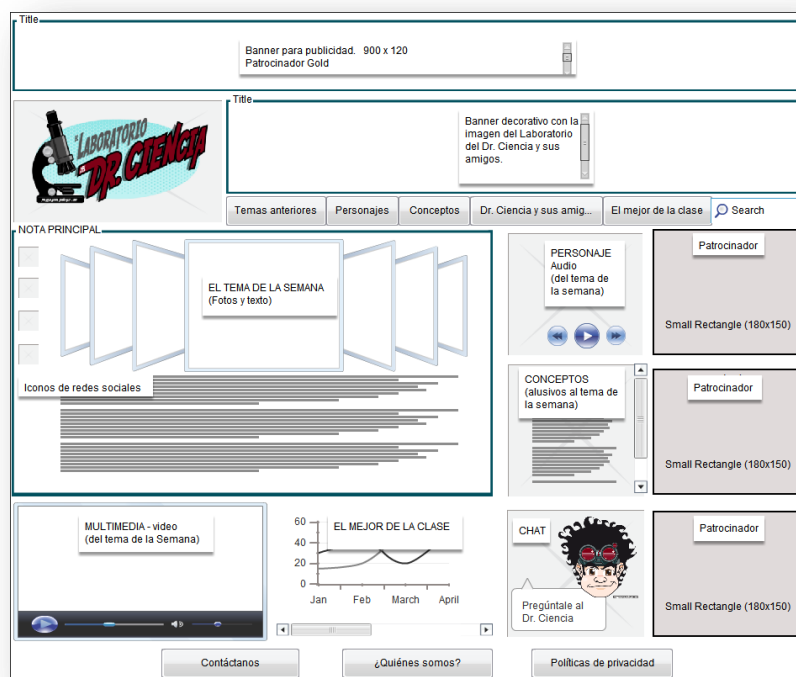 Title
Banner para publicidad. 900 x 120
Patrocinador Gold
EL LABORATORIO
DEL DR. CIENCIA
Title
Banner decorativo con la
imagen del Laboratorio
del Dr. Ciencia y sus
amigos.
Temas anteriores
Personajes
Conceptos
Dr. Ciencia y sus amig...
El mejor de la clase
Search
NOTA PRINCIPAL
EL TEMA DE LA SEMANA
(Fotos y texto)
Iconos de redes sociales
PERSONAJE
Audio
(del tema de
la semana)
Patrocinador
Small Rectangle (180x150)
CONCEPTOS
(alusivos al tema de
la semana)
Patrocinador
Small Rectangle (180x150)
MULTIMEDIA - video
(del tema de la Semana)
EL MEJOR DE LA CLASE
60
40
20
0
Jan
Feb
March
April
CHAT
Pregúntale al
Dr. Ciencia
Patrocinador
Small Rectangle (180x150)
Contáctanos
¿Quiénes somos?
Políticas de privacidad